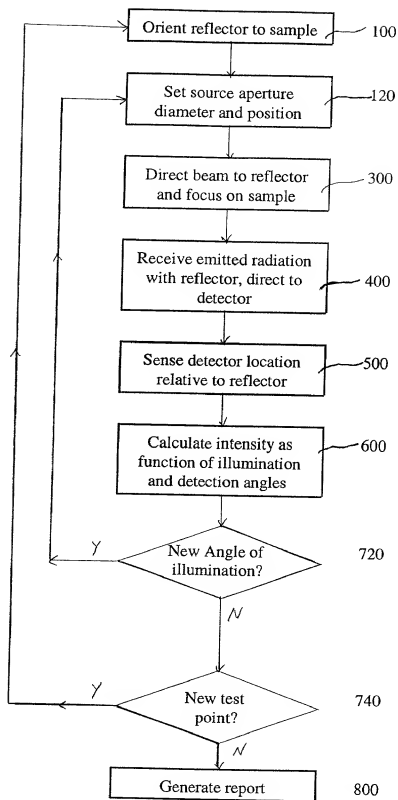 Orient reflector to sample
100
Set source aperture
diameter and position
120
Direct beam to reflector
and focus on sample
300
Receive emitted radiation
with reflector, direct to
detector
400
Sense detector location
relative to reflector
500
Calculate intensity as
function of illumination
and detection angles
600
Y
New Angle of
illumination?
720
N
Y
New test
point?
740
N
Generate report
800